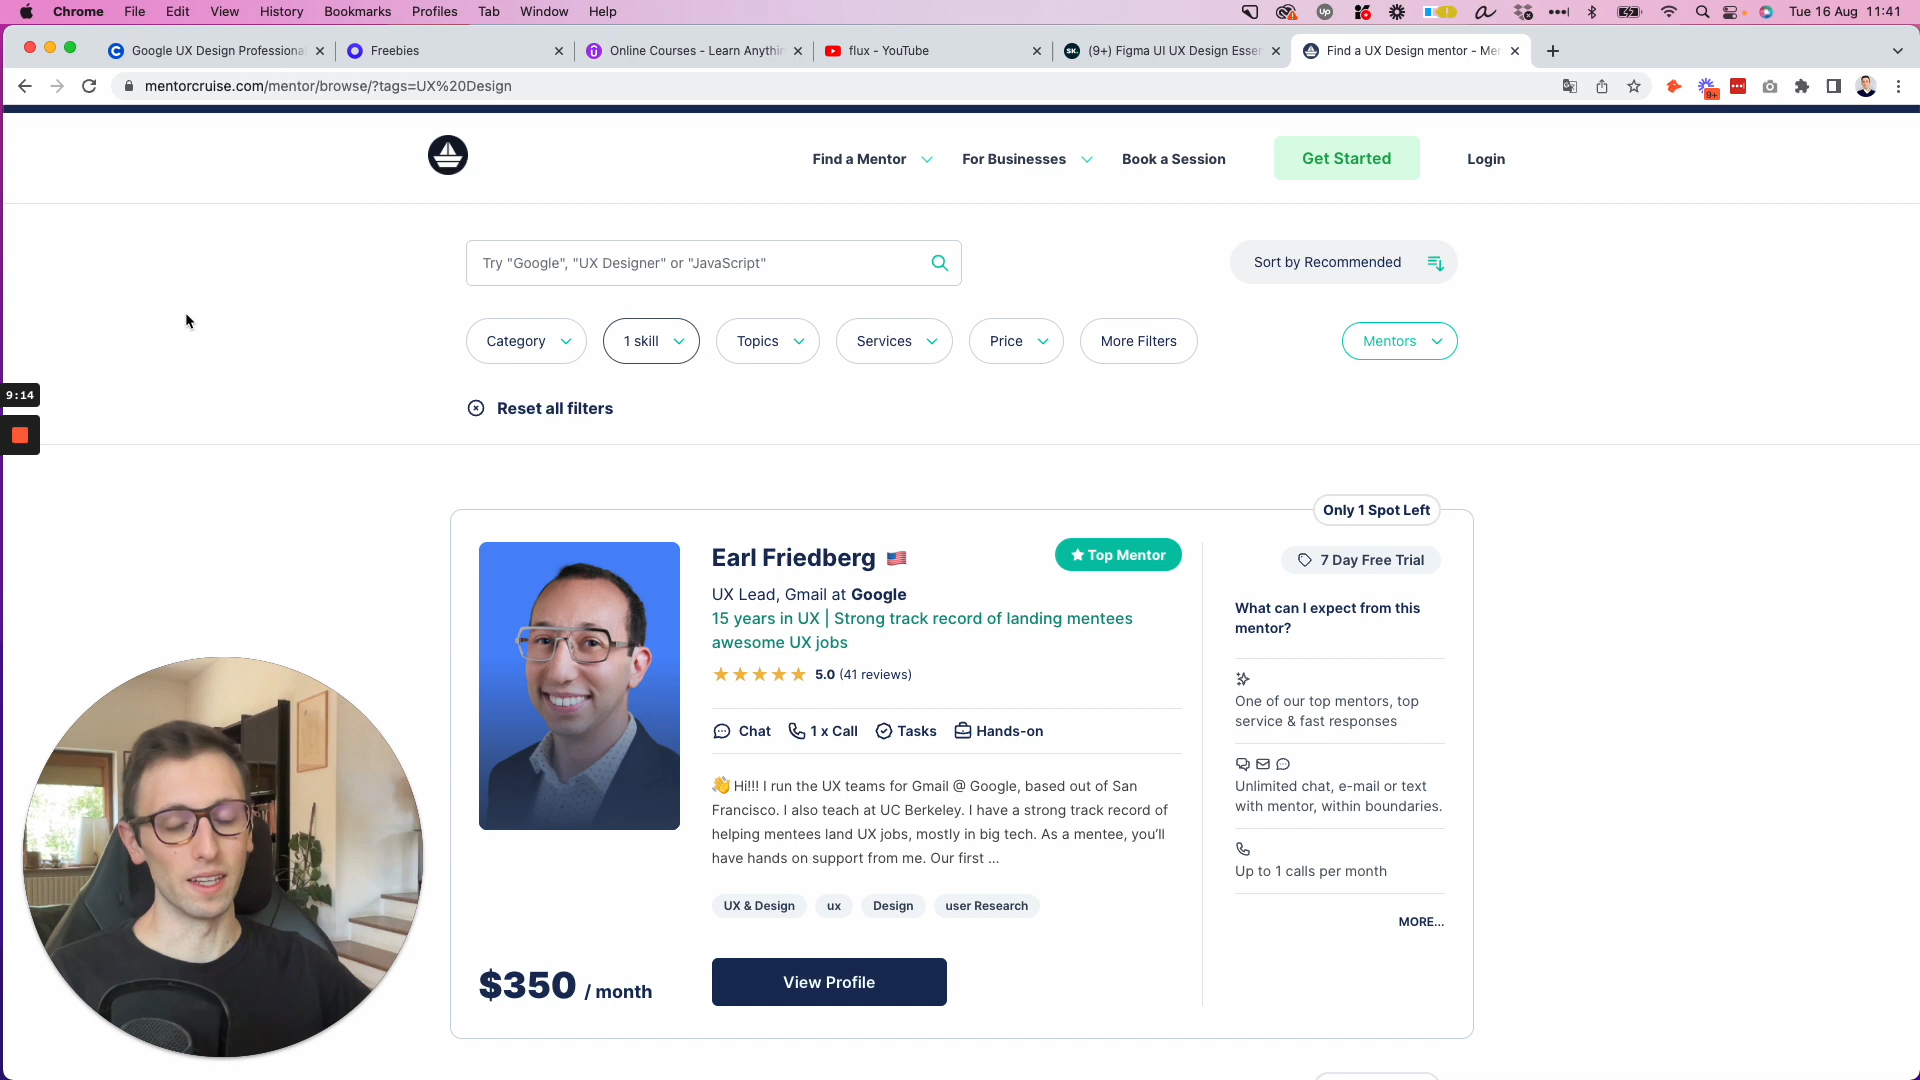 Chrome File Edit View History Bookmarks Profiles Tab Window Help
Tue 16 Aug 11:41
Google UX Design Professiona
Freebies
Online Courses - Learn Anythin
flux - YouTube
(9+) Figma UI UX Design Esser
Find a UX Design mentor - Mer
mentorcruise.com/mentor/browse/?tags=UX%20Design
9+
Find a Mentor
For Businesses
Book a Session
Get Started
Login
Try "Google", "UX Designer" or "JavaScript"
Sort by Recommended
Category
1 skill
Topics
Services
Price
More Filters
Mentors
9:14
Reset all filters
Only 1 Spot Left
Earl Friedberg
Top Mentor
7 Day Free Trial
UX Lead, Gmail at Google
15 years in UX | Strong track record of landing mentees
awesome UX jobs
5.0 (41 reviews)
Chat
1 x Call
Tasks
Hands-on
Hi!!! I run the UX teams for Gmail @ Google, based out of San
Francisco. I also teach at UC Berkeley. I have a strong track record of
helping mentees land UX jobs, mostly in big tech. As a mentee, you'll
have hands on support from me. Our first ...
UX & Design
ux
Design
user Research
$350 / month
View Profile
What can I expect from this
mentor?
One of our top mentors, top
service & fast responses
Unlimited chat, e-mail or text
with mentor, within boundaries.
Up to 1 calls per month
MORE...